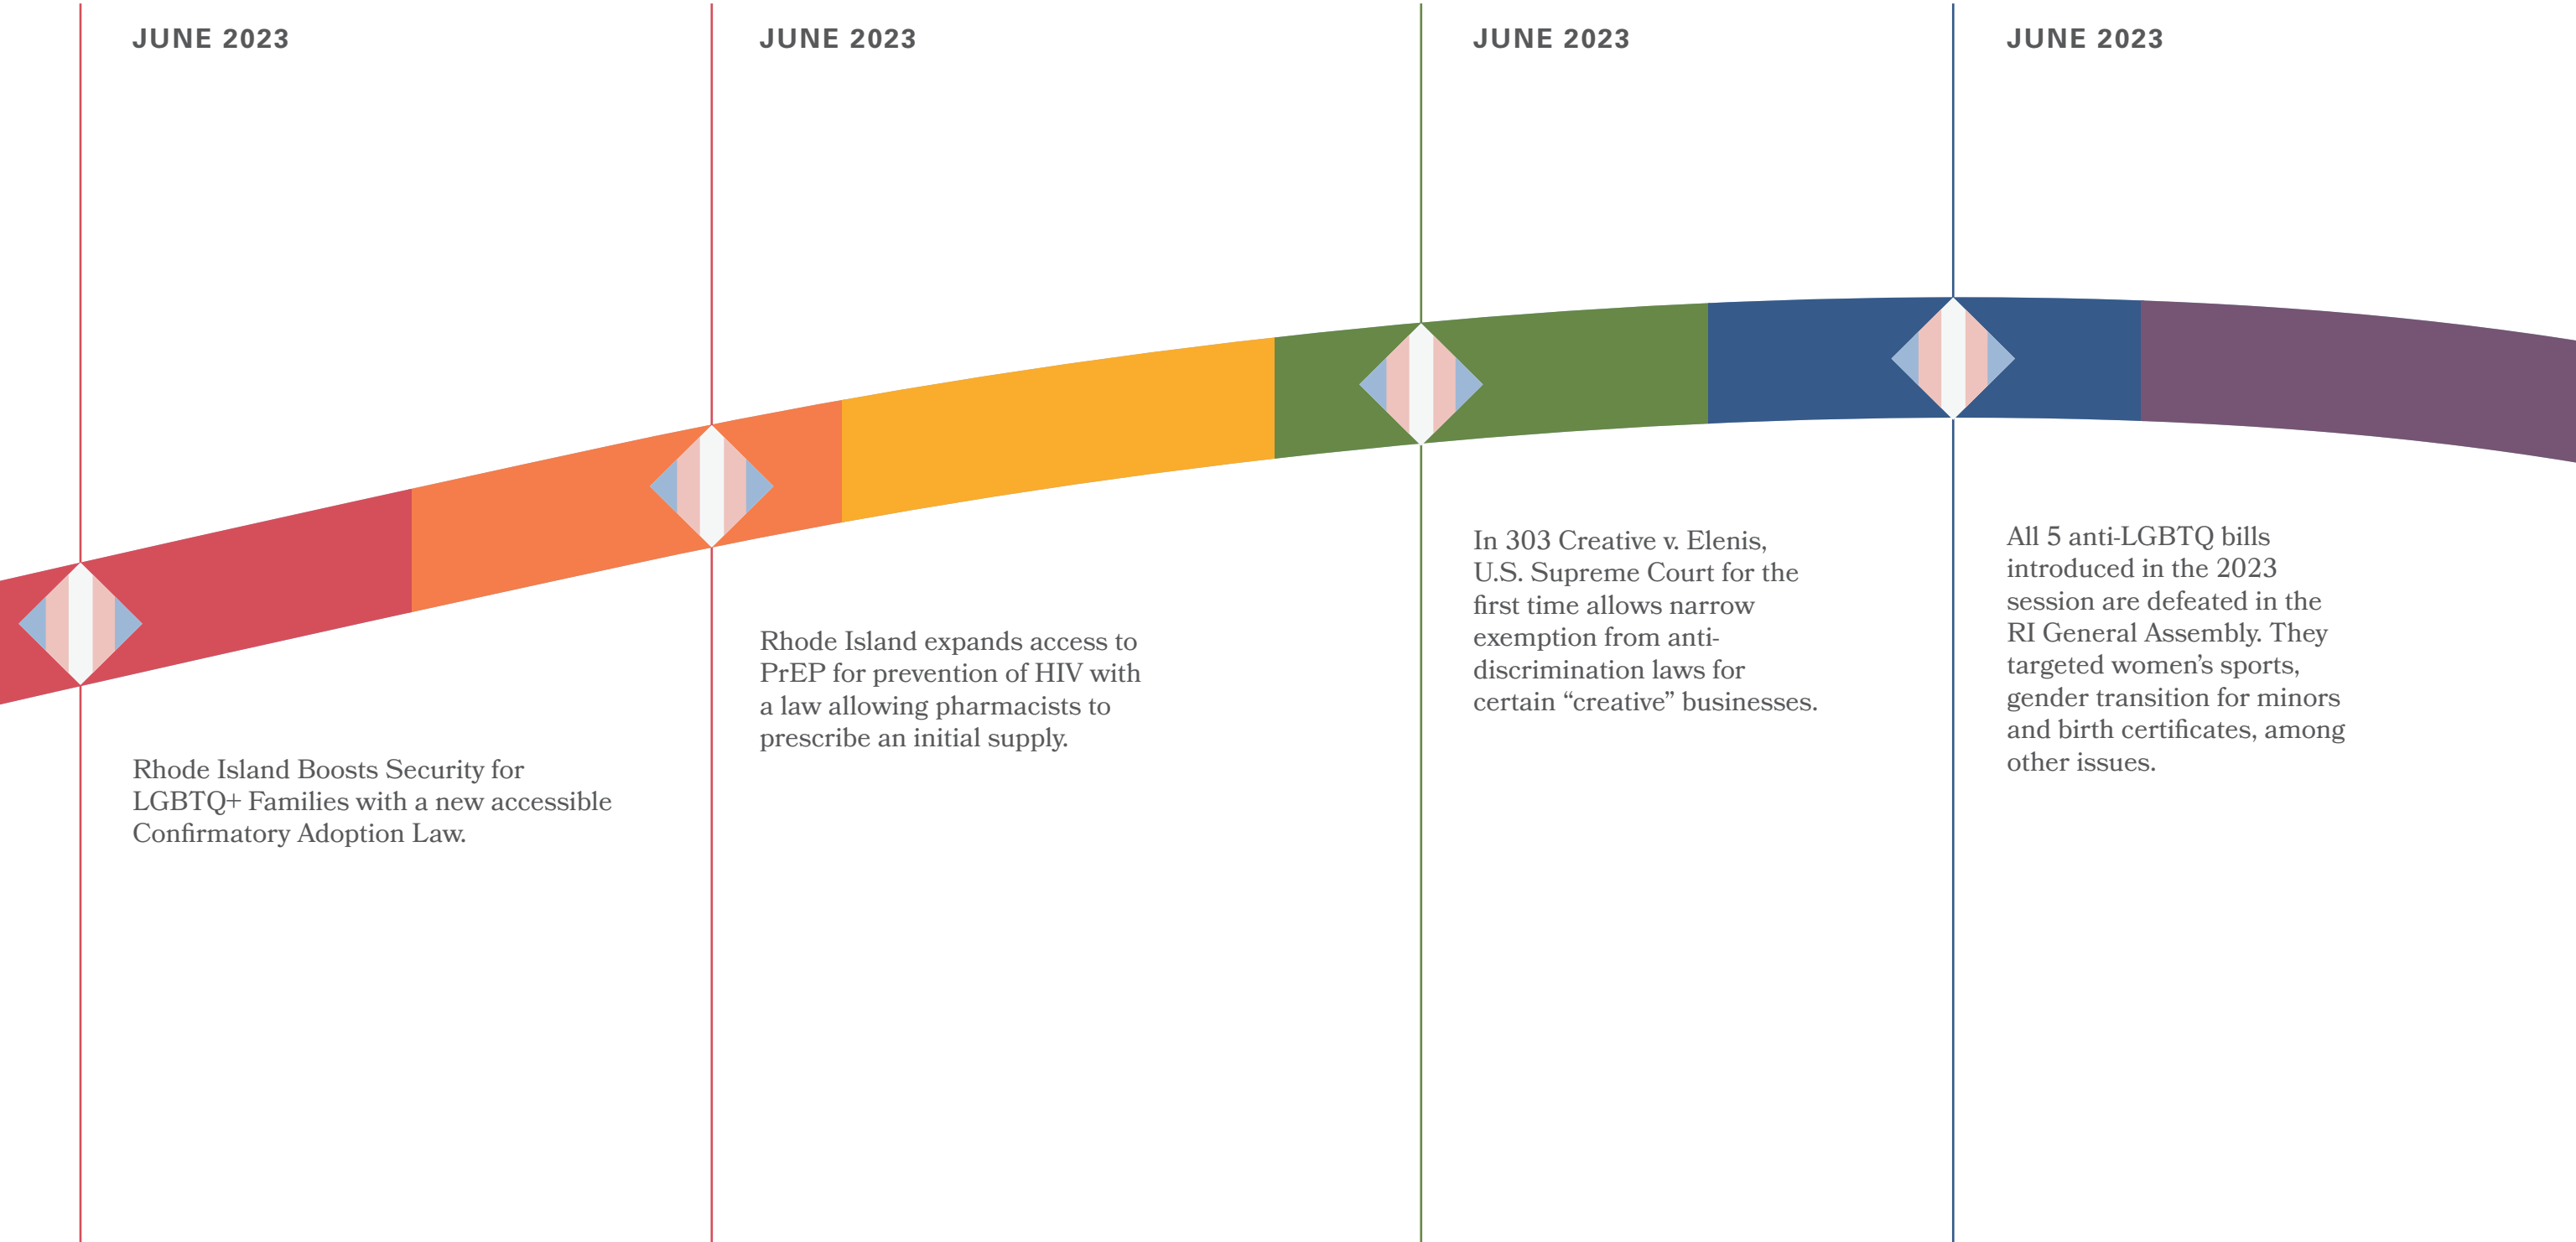 JUNE 2023
Rhode Island Boosts Security for
LGBTQ+ Families with a new accessible
Confirmatory Adoption Law.
JUNE 2023
Rhode Island expands access to
PrEP for prevention of HIV with
a law allowing pharmacists to
prescribe an initial supply.
JUNE 2023
In 303 Creative v. Elenis,
U.S. Supreme Court for the
first time allows narrow
exemption from anti-
discrimination laws for
certain “creative” businesses.
JUNE 2023
All 5 anti-LGBTQ bills
introduced in the 2023
session are defeated in the
RI General Assembly. They
targeted women’s sports,
gender transition for minors
and birth certificates, among
other issues.